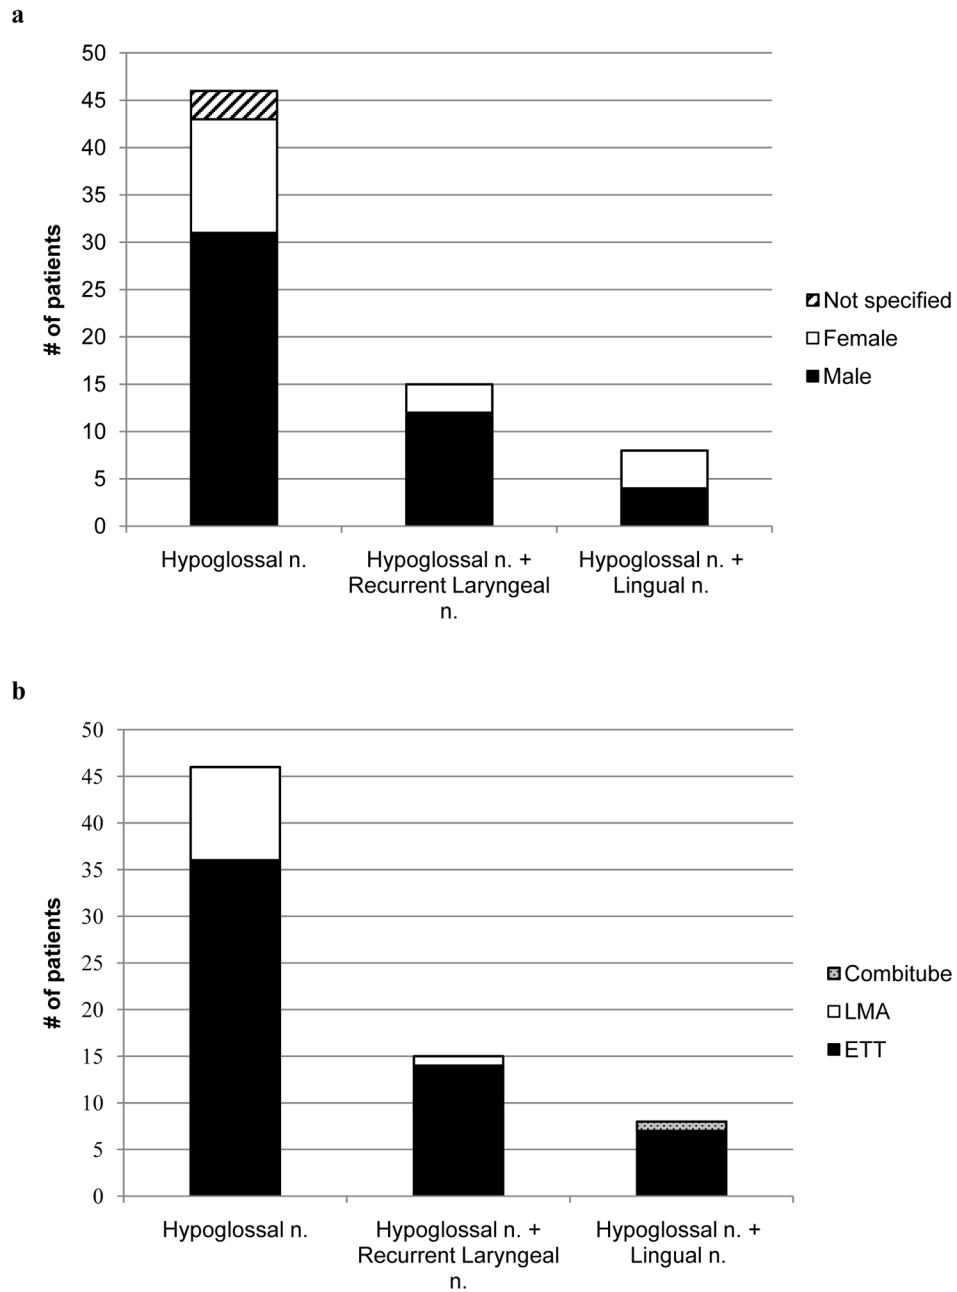 a
50
45
40
35
30
25
20
15
10
5
0
# of patients
Hypoglossal n.
Hypoglossal n. +
Recurrent Laryngeal
n.
Hypoglossal n. +
Lingual n.
Not specified
Female
Male
b
50
45
40
35
30
25
20
15
10
5
0
# of patients
Hypoglossal n.
Hypoglossal n. +
Recurrent Laryngeal
n.
Hypoglossal n. +
Lingual n.
Combitube
LMA
ETT